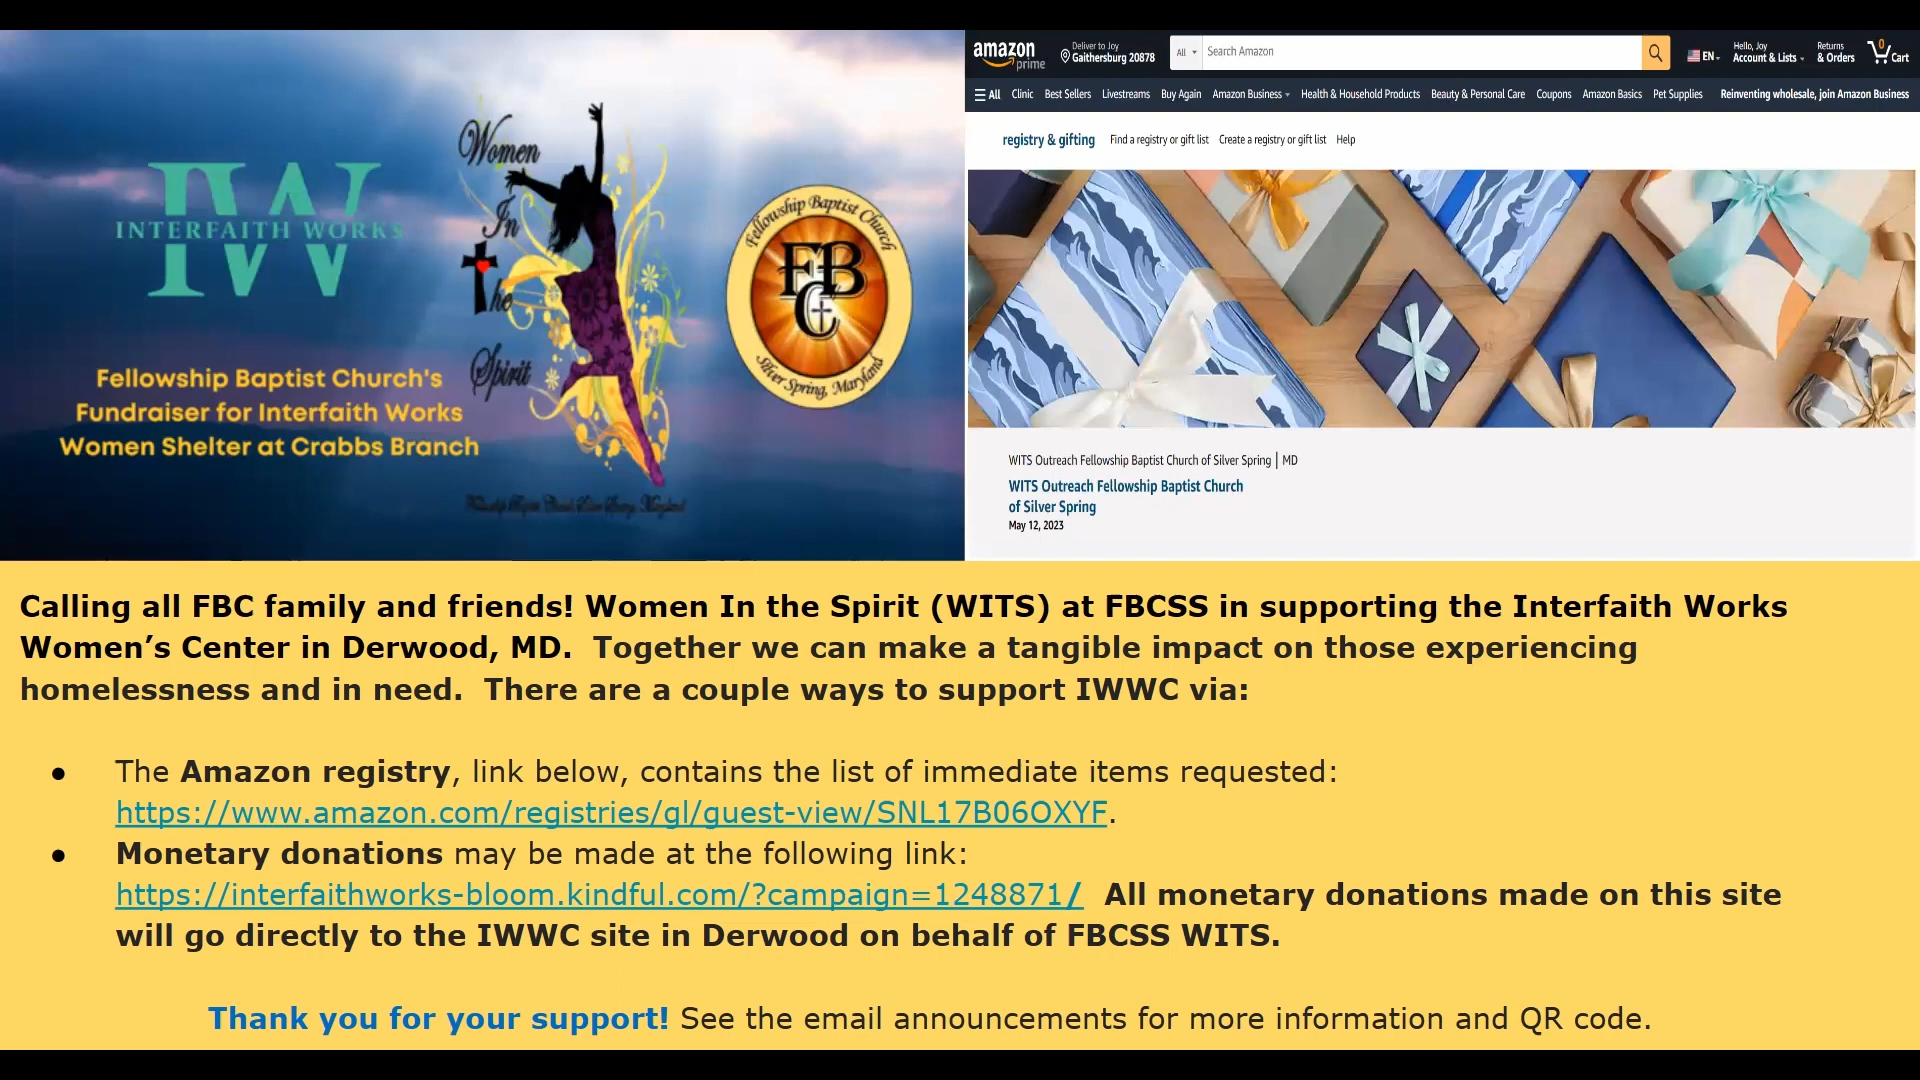 IW
INTERFAITH WORKS
Women
In
the
Spirit
Fellowship Baptist Church
FBC
Silver Spring, Maryland
Fellowship Baptist Church's
Fundraiser for Interfaith Works
Women Shelter at Crabbs Branch
amazon
prime
Deliver to Joy
Gaithersburg 20878
All
Search Amazon
EN
Hello, Joy
Account & Lists
Returns
& Orders
0
Cart
All Clinic Best Sellers Livestreams Buy Again Amazon Business Health & Household Products Beauty & Personal Care Coupons Amazon Basics Pet Supplies Reinventing wholesale, join Amazon Business
registry & gifting Find a registry or gift list Create a registry or gift list Help
WITS Outreach Fellowship Baptist Church of Silver Spring | MD
WITS Outreach Fellowship Baptist Church
of Silver Spring
May 12, 2023
Calling all FBC family and friends! Women In the Spirit (WITS) at FBCSS in supporting the Interfaith Works
Women’s Center in Derwood, MD. Together we can make a tangible impact on those experiencing
homelessness and in need. There are a couple ways to support IWWC via:
● The Amazon registry, link below, contains the list of immediate items requested:
https://www.amazon.com/registries/gl/guest-view/SNL17B06OXYF.
● Monetary donations may be made at the following link:
https://interfaithworks-bloom.kindful.com/?campaign=1248871/ All monetary donations made on this site
will go directly to the IWWC site in Derwood on behalf of FBCSS WITS.
Thank you for your support! See the email announcements for more information and QR code.